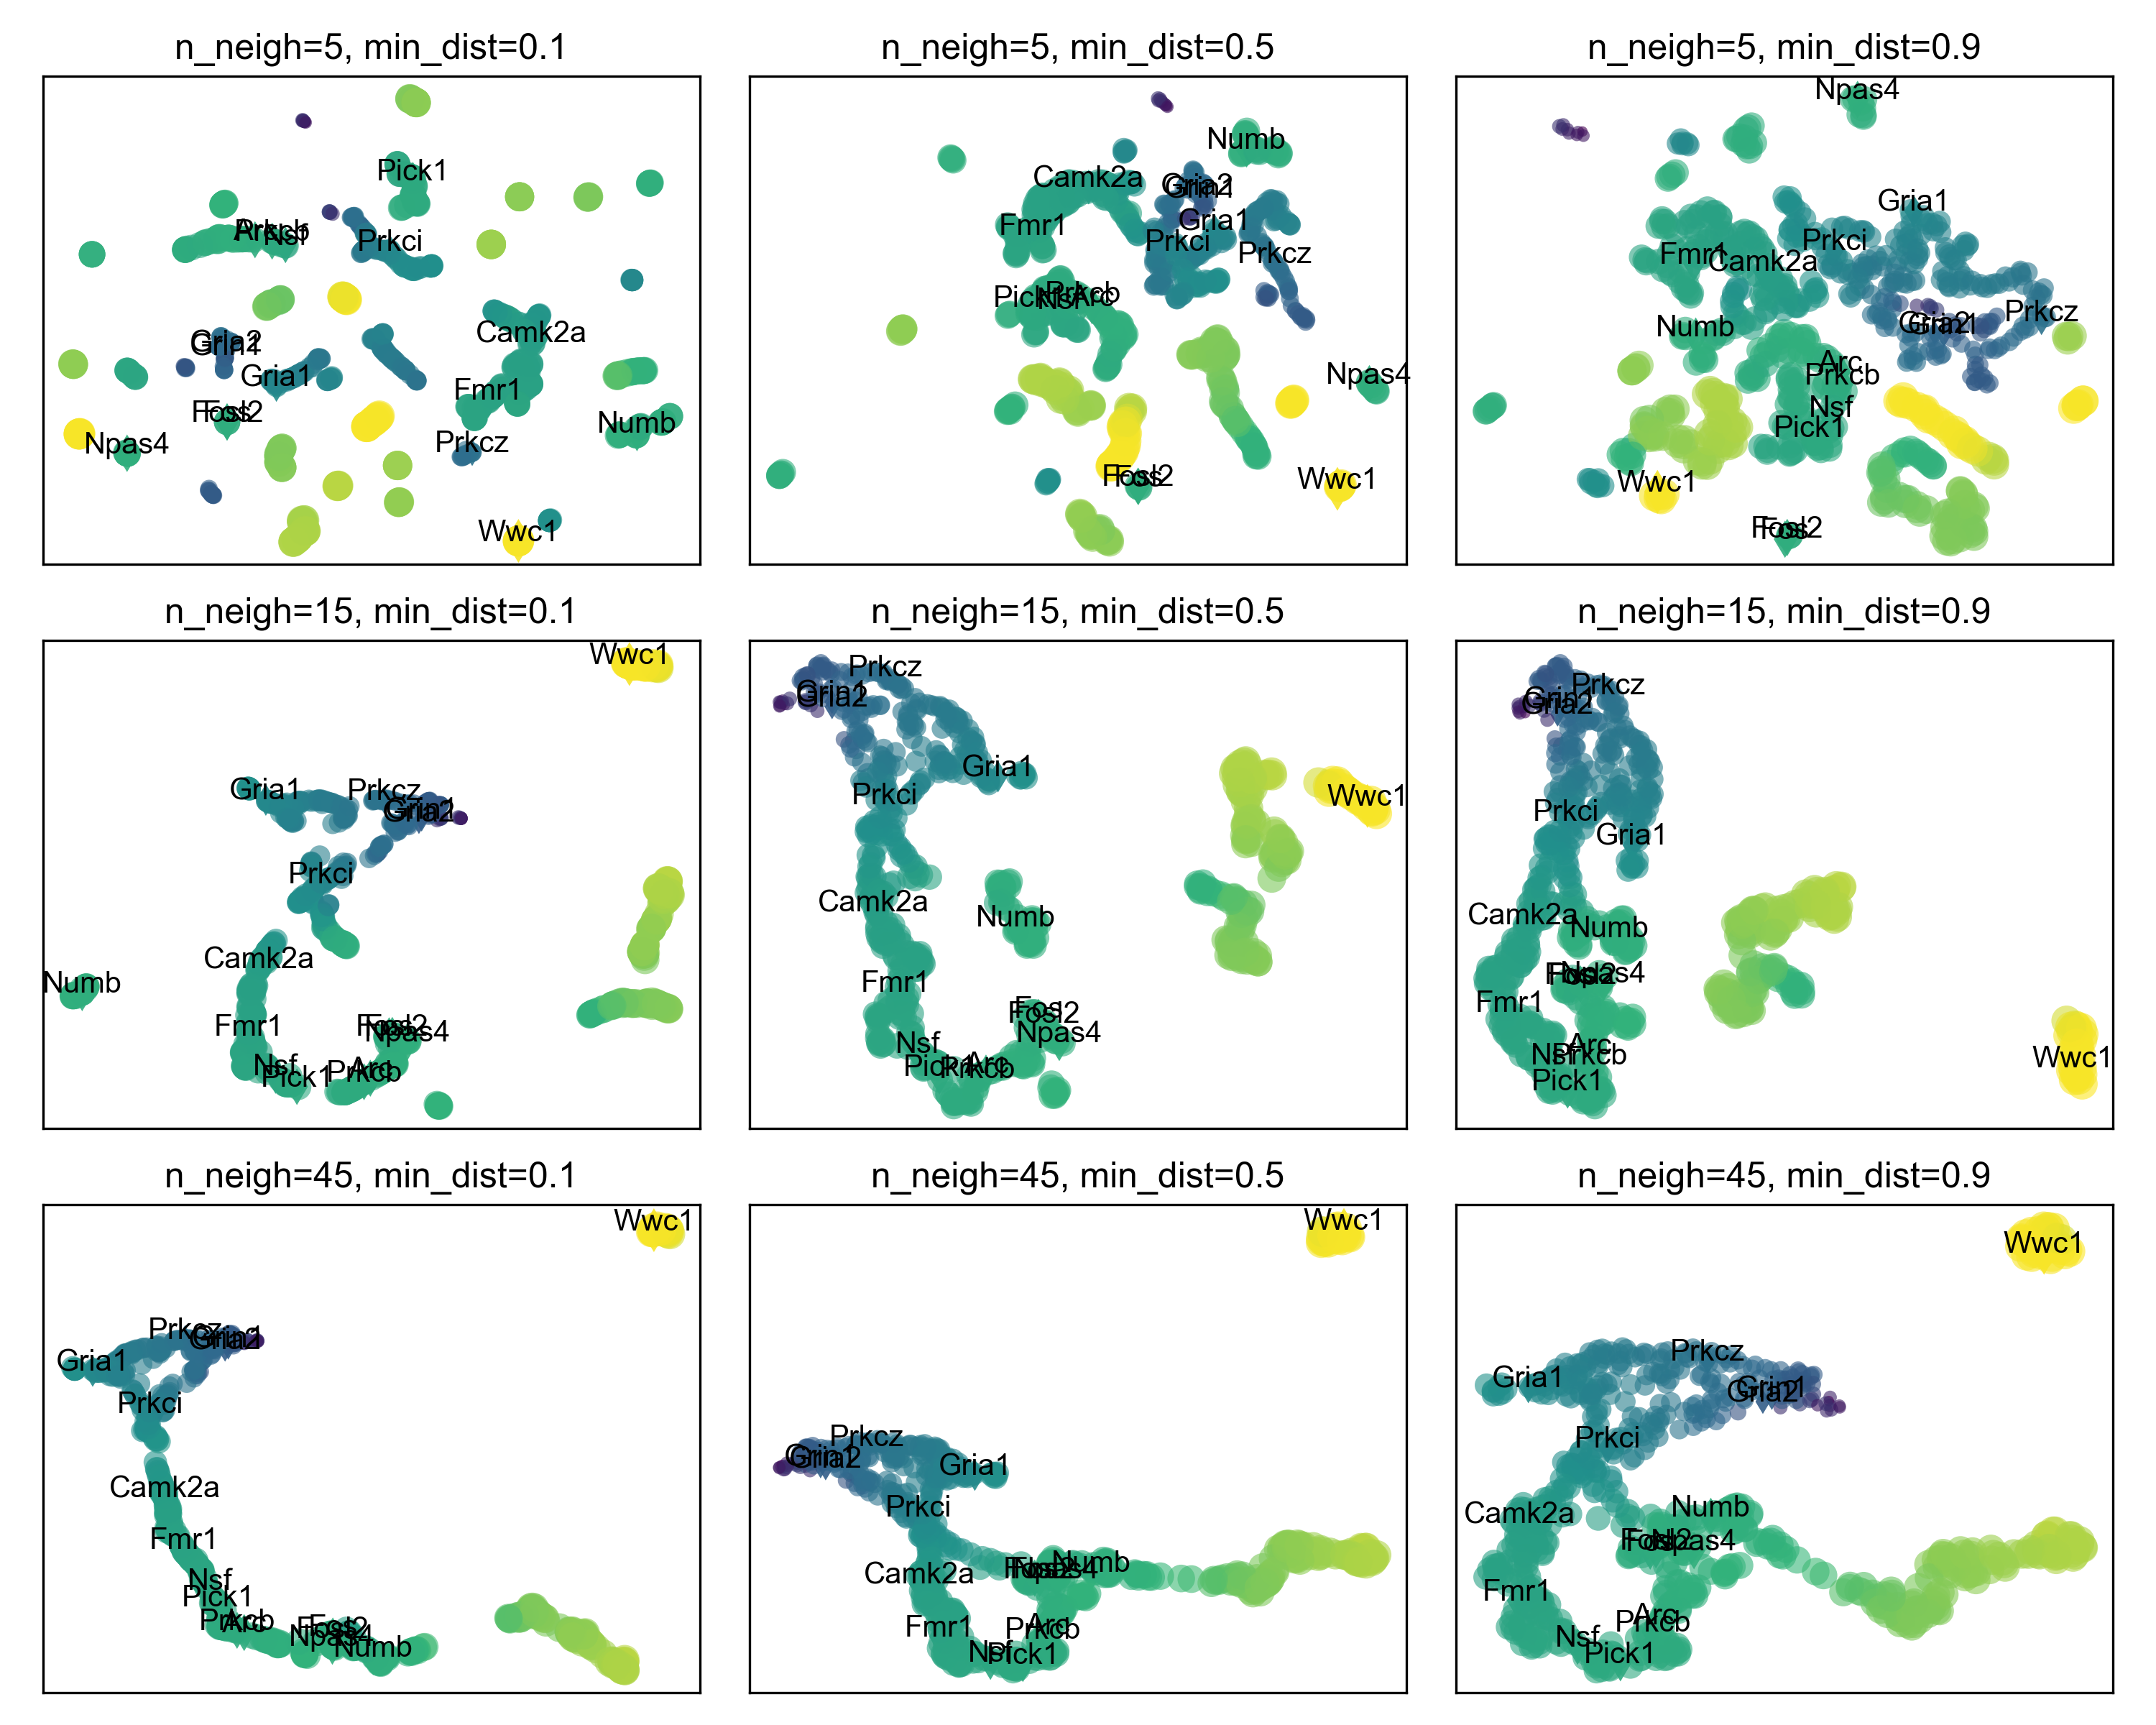 n_neigh=5, min_dist=0.1
Pick1
Arc
Prkcb
Nsf
Prkci
Gria2
Grin1
Gria1
Camk2a
Fmr1
Fosl2
Fos
Npas4
Prkcz
Numb
Wwc1
n_neigh=5, min_dist=0.5
Numb
Camk2a
Gria2
Grin1
Gria1
Fmr1
Prkci
Prkcz
Pick1
Nsf
Prkcb
Arc
Npas4
Fosl2
Fos
Wwc1
n_neigh=5, min_dist=0.9
Npas4
Gria1
Prkci
Fmr1
Camk2a
Prkcz
Gria2
Grin1
Numb
Arc
Prkcb
Nsf
Pick1
Wwc1
Fosl2
Fos
n_neigh=15, min_dist=0.1
Wwc1
Gria1
Prkcz
Grin1
Gria2
Prkci
Camk2a
Numb
Fmr1
Fosl2
Fos
Npas4
Nsf
Pick1
Arc
Prkcb
n_neigh=15, min_dist=0.5
Prkcz
Grin1
Gria2
Gria1
Prkci
Wwc1
Camk2a
Numb
Fmr1
Fos
Fosl2
Npas4
Nsf
Pick1
Arc
Prkcb
n_neigh=15, min_dist=0.9
Prkcz
Grin1
Gria2
Prkci
Gria1
Camk2a
Numb
Fosl2
Fos
Npas4
Fmr1
Arc
Nsf
Prkcb
Pick1
Wwc1
n_neigh=45, min_dist=0.1
Wwc1
Prkcz
Grin1
Gria2
Gria1
Prkci
Camk2a
Fmr1
Nsf
Pick1
Prkcb
Arc
Fosl2
Fos
Npas4
Numb
n_neigh=45, min_dist=0.5
Wwc1
Prkcz
Grin1
Gria2
Gria1
Prkci
Camk2a
Fosl2
Fos
Npas4
Numb
Fmr1
Arc
Prkcb
Nsf
Pick1
n_neigh=45, min_dist=0.9
Wwc1
Prkcz
Gria1
Grin1
Gria2
Prkci
Camk2a
Numb
Fosl2
Fos
Npas4
Fmr1
Arc
Prkcb
Nsf
Pick1